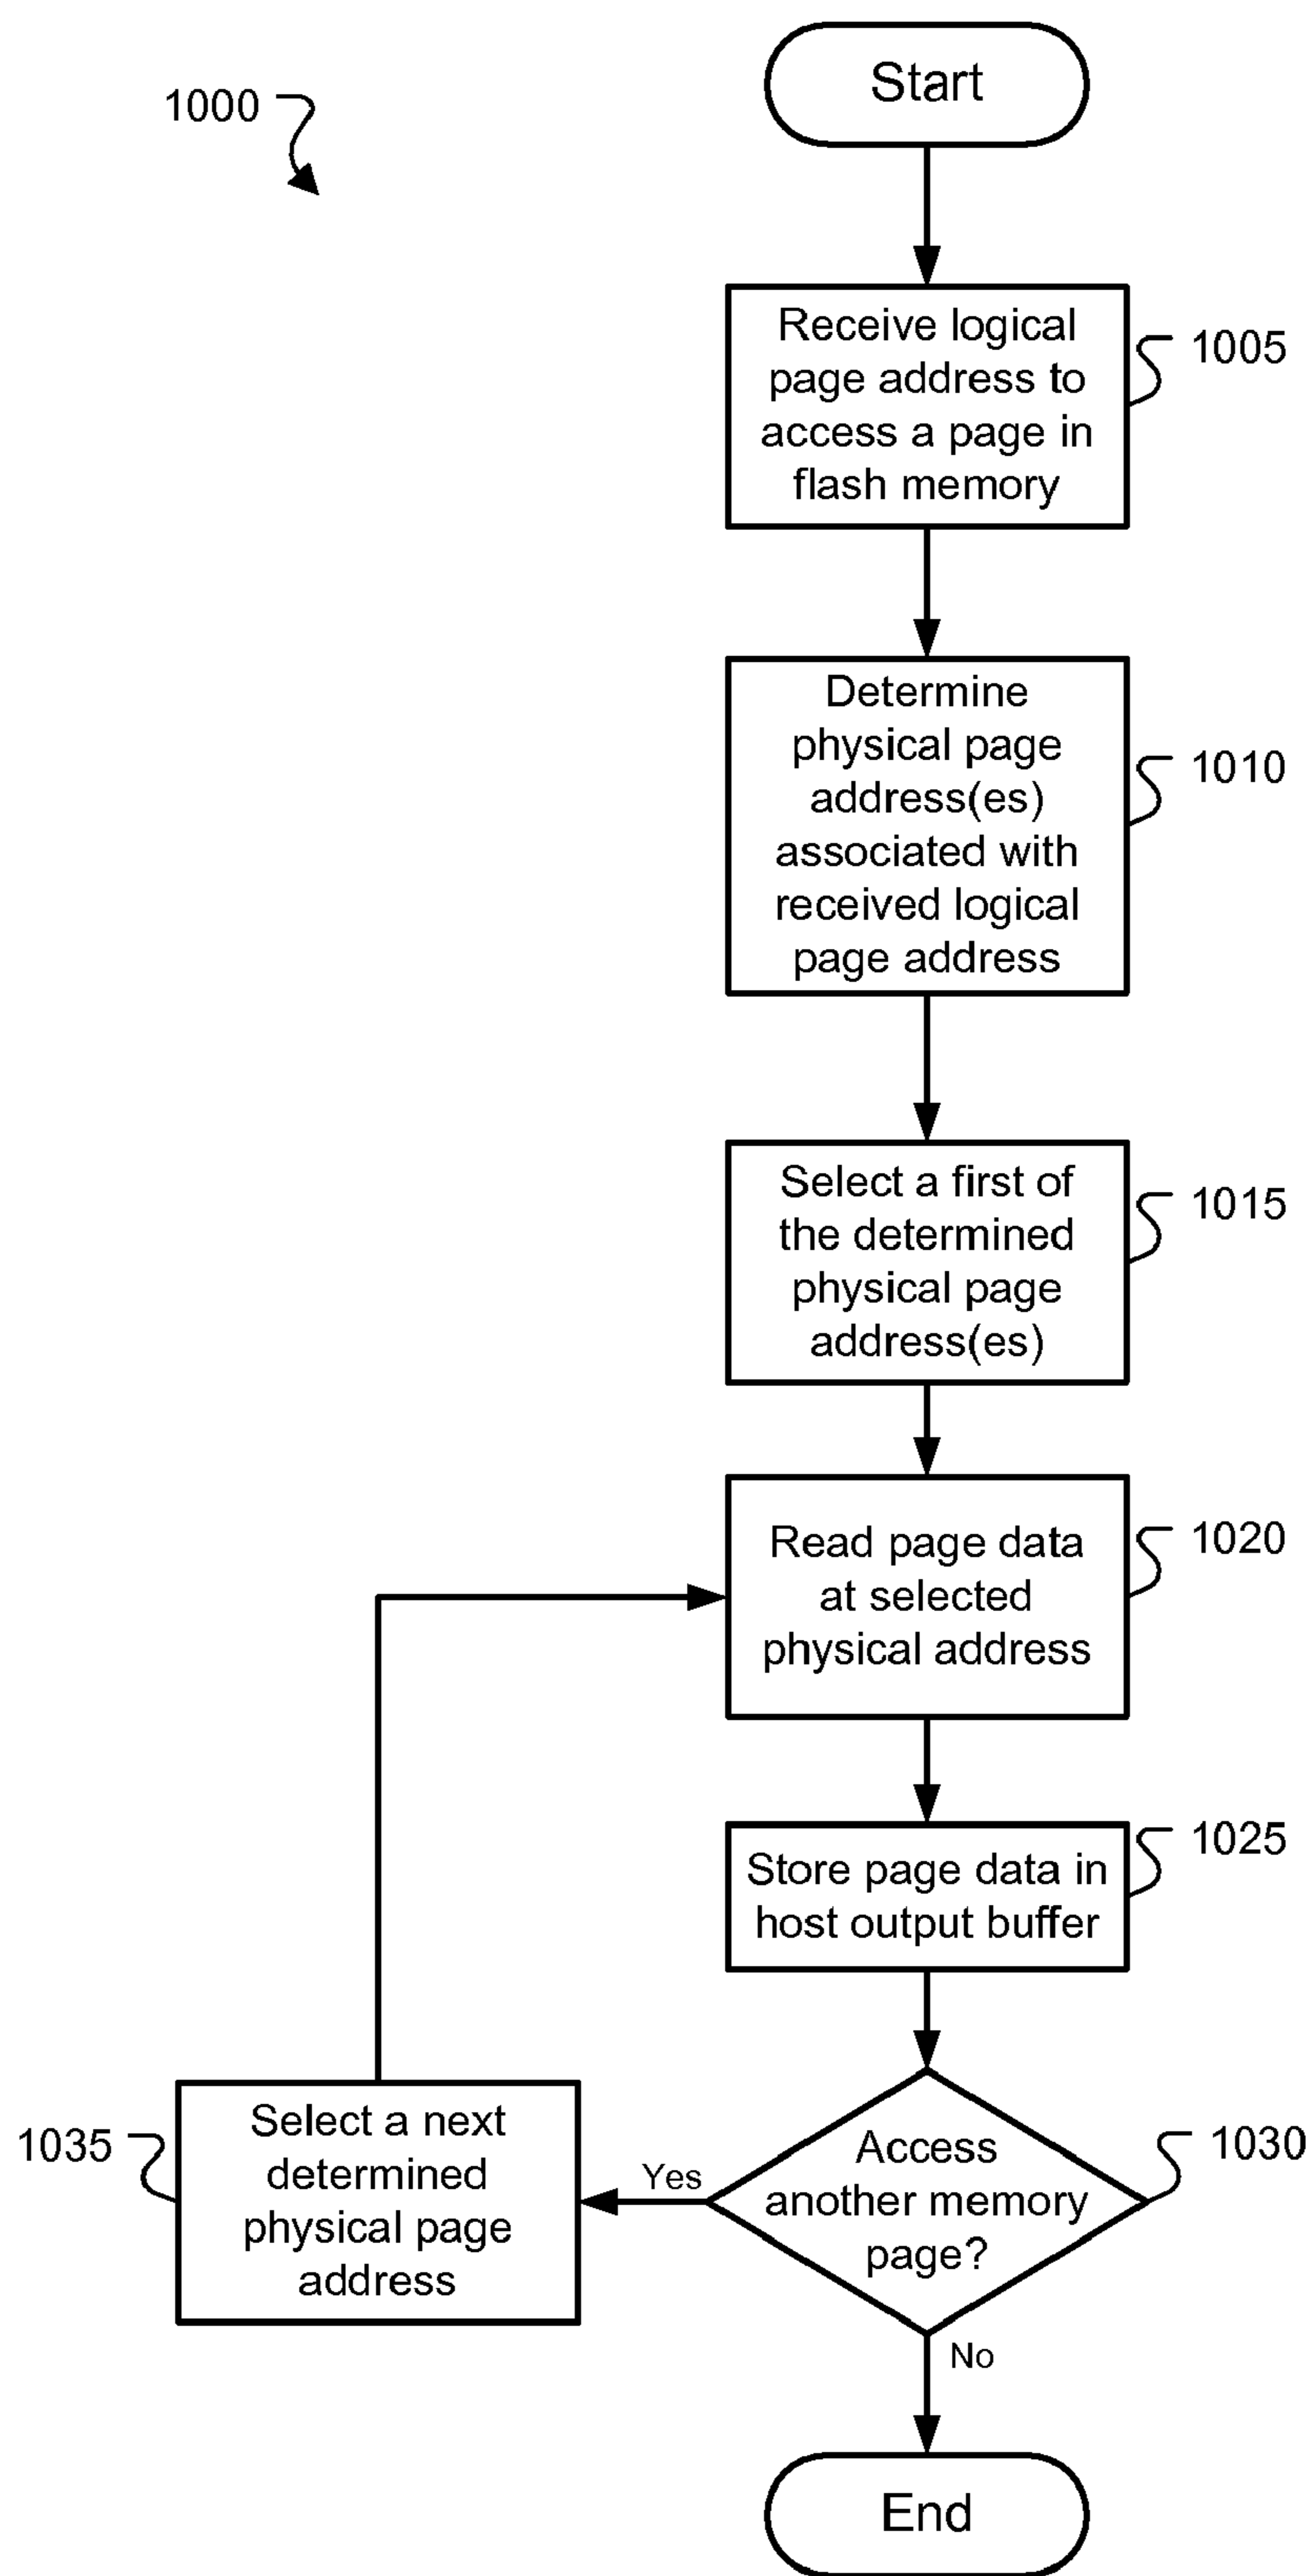 1000
Start
Receive logical
page address to
access a page in
flash memory
1005
Determine
physical page
address(es)
associated with
received logical
page address
1010
Select a first of
the determined
physical page
address(es)
1015
Read page data
at selected
physical address
1020
Store page data in
host output buffer
1025
Access
another memory
page?
1030
Yes
Select a next
determined
physical page
address
1035
No
End